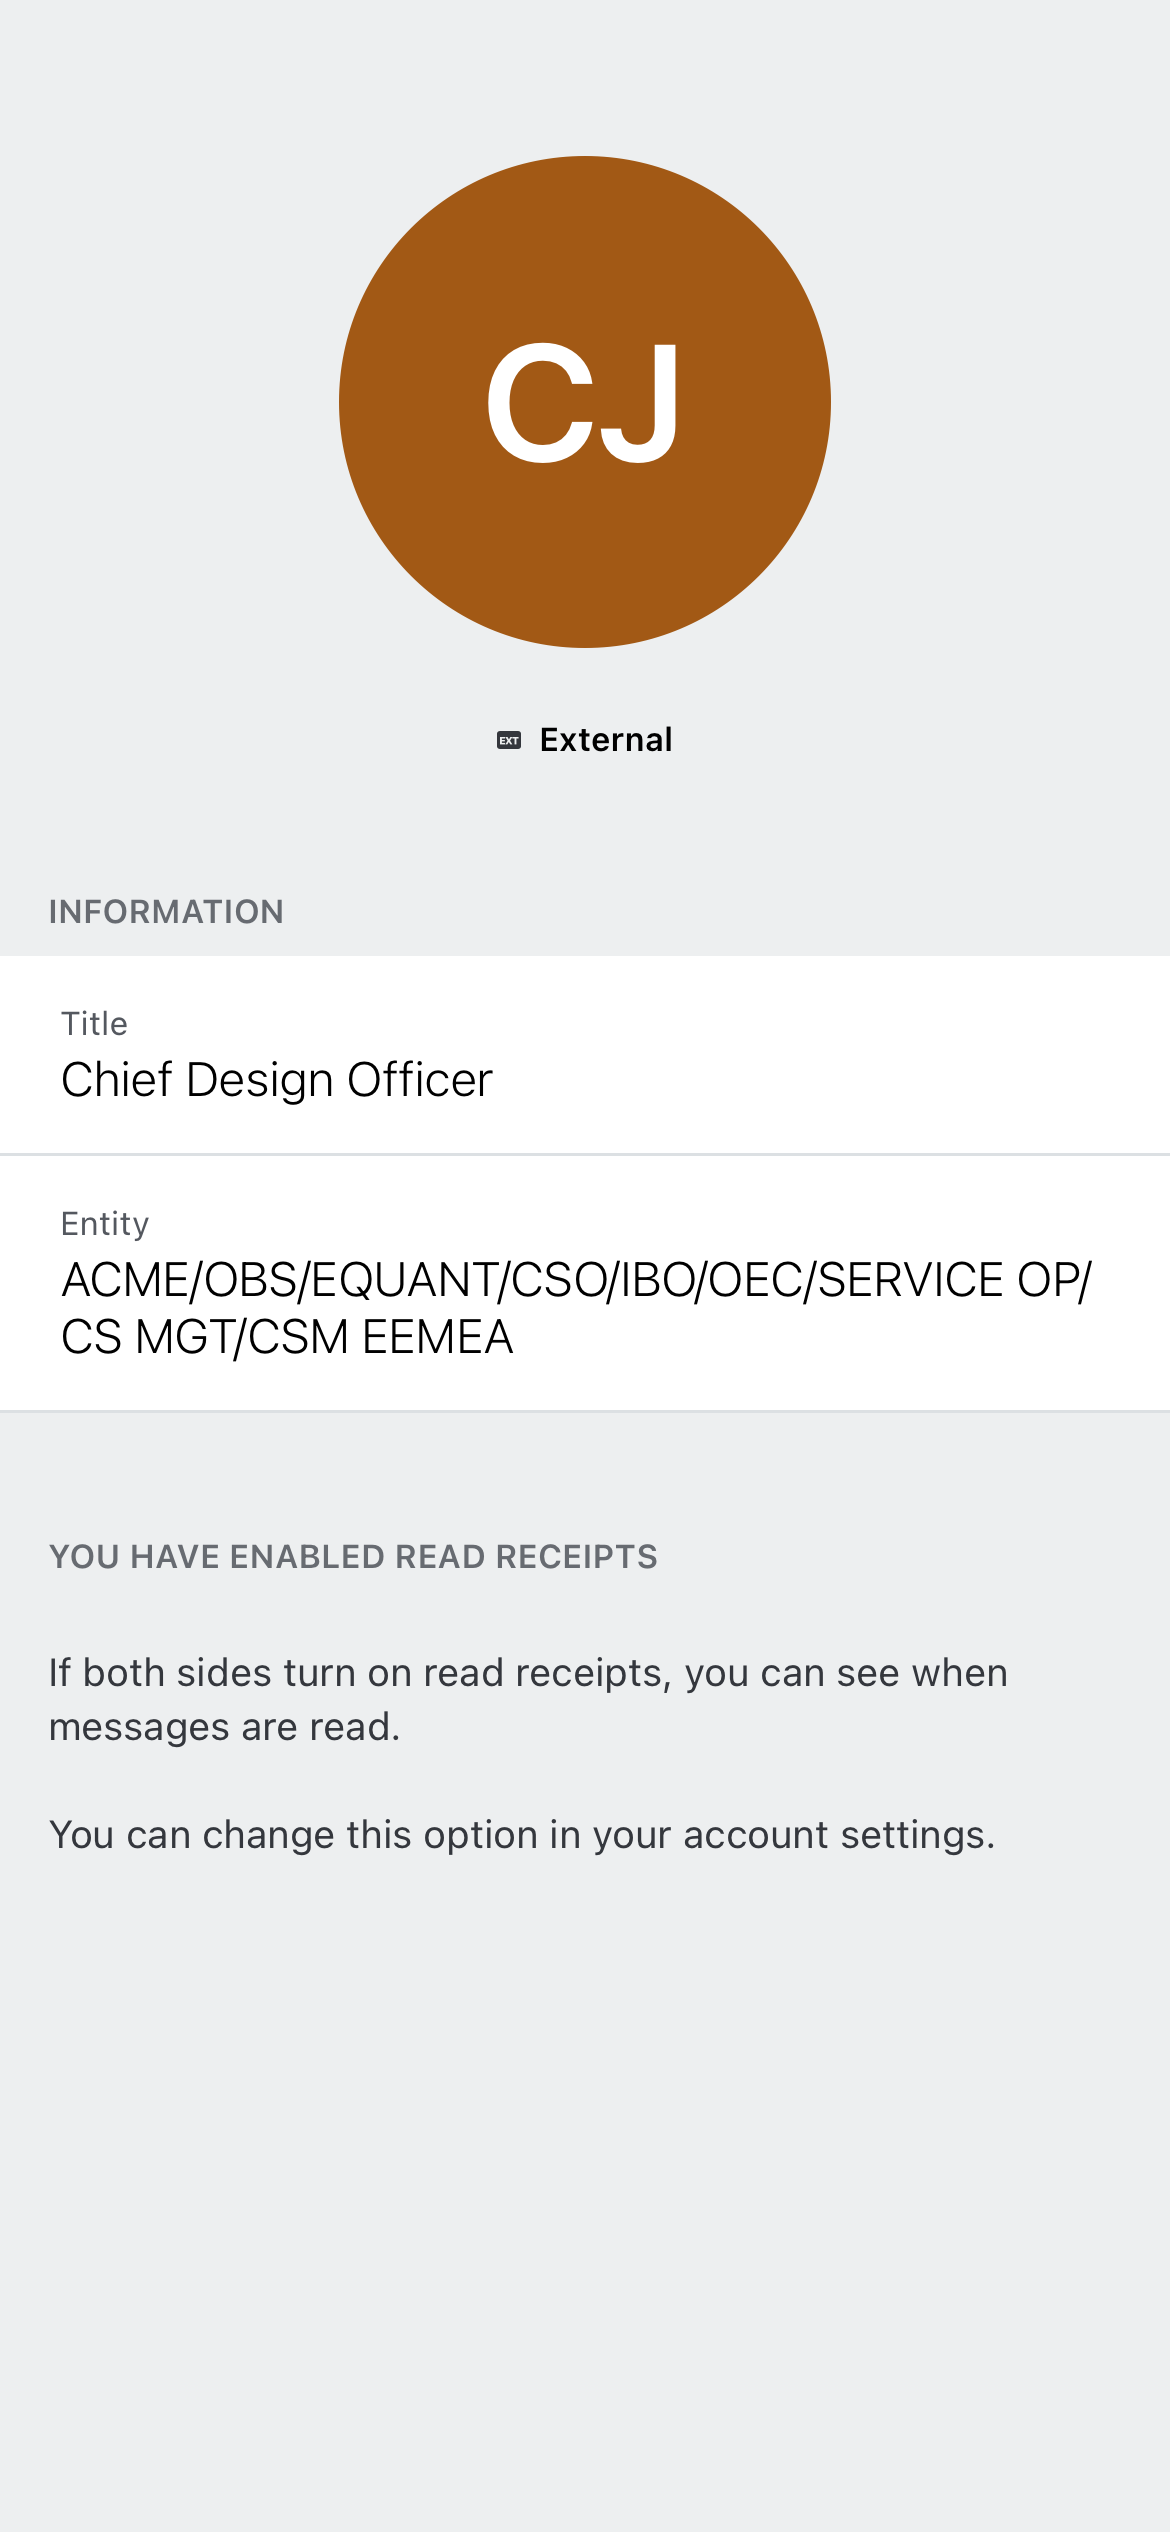 CJ
EXT External
INFORMATION
Title
Chief Design Officer
Entity
ACME/OBS/EQUANT/CSO/IBO/OEC/SERVICE OP/
CS MGT/CSM EEMEA
YOU HAVE ENABLED READ RECEIPTS
If both sides turn on read receipts, you can see when
messages are read.
You can change this option in your account settings.